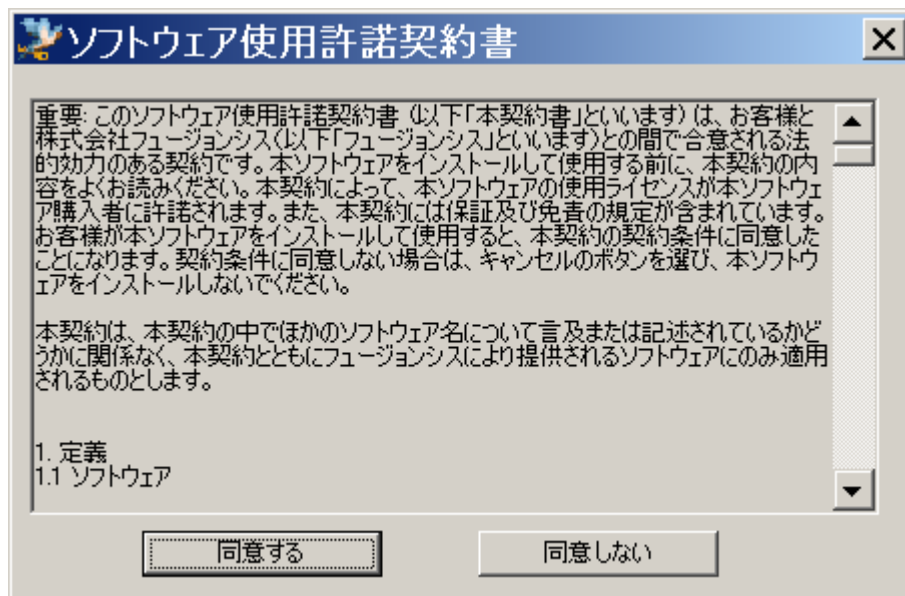 ソフトウェア使用許諾契約書
重要: このソフトウェア使用許諾契約書 (以下「本契約書」といいます) は、お客様と
株式会社フュージョンシス(以下「フュージョンシス」といいます)との間で合意される法
的効力のある契約です。本ソフトウェアをインストールして使用する前に、本契約の内
容をよくお読みください。本契約によって、本ソフトウェアの使用ライセンスが本ソフトウェ
ア購入者に許諾されます。また、本契約には保証及び免責の規定が含まれています。
お客様が本ソフトウェアをインストールして使用すると、本契約の契約条件に同意した
ことになります。契約条件に同意しない場合は、キャンセルのボタンを選び、本ソフトウ
ェアをインストールしないでください。
本契約は、本契約の中でほかのソフトウェア名について言及または記述されているかど
うかに関係なく、本契約とともにフュージョンシスにより提供されるソフトウェアにのみ適用
されるものとします。
1. 定義
1.1 ソフトウェア
同意する
同意しない